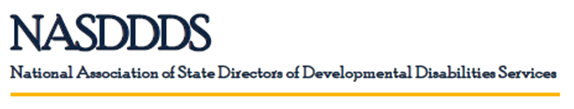 NASDDDS
National Association of State Directors of Developmental Disabilities Services